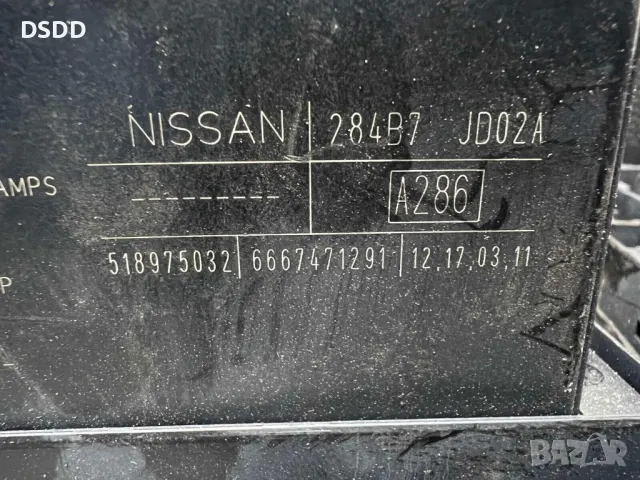 DSDD
NISSAN 284B7 JD02A
AMPS --------- A286
518975032 6667471291 12,17,03,11
P
BAZAR